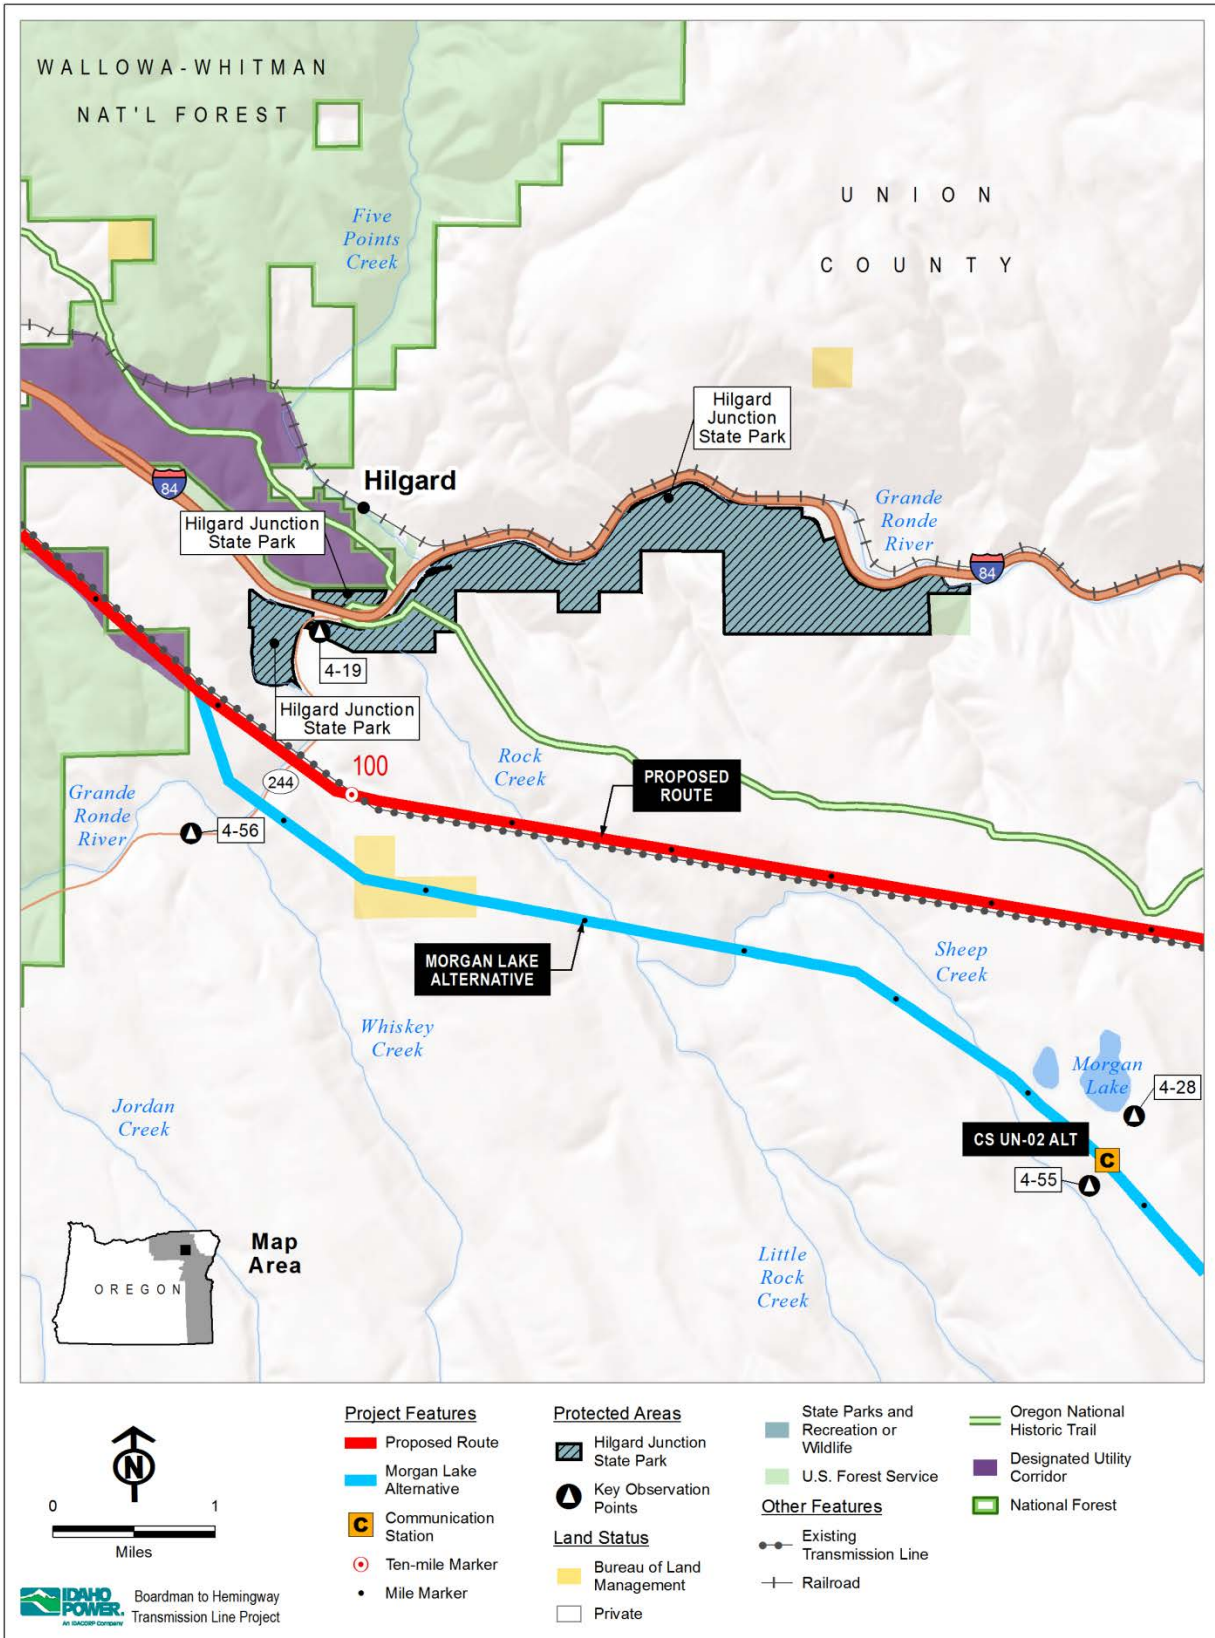 WALLOWA-WHITMAN
NAT'L FOREST
UNION
COUNTY
Five
Points
Creek
Hilgard
Junction
State Park
84
Hilgard
Hilgard Junction
State Park
Grande
Ronde
River
84
4-19
Hilgard Junction
State Park
Rock
Creek
100
244
PROPOSED
ROUTE
Grande
Ronde
River
4-56
MORGAN LAKE
ALTERNATIVE
Sheep
Creek
Whiskey
Creek
Morgan
Lake
4-28
Jordan
Creek
CS UN-02 ALT
C
4-55
Map
Area
OREGON
Little
Rock
Creek
N
0 1
Miles
IDAHO
POWER.
An IDACORP Company
Boardman to Hemingway
Transmission Line Project
Project Features
Proposed Route
Morgan Lake
Alternative
C
Communication
Station
Ten-mile Marker
Mile Marker
Protected Areas
Hilgard Junction
State Park
Key Observation
Points
Land Status
Bureau of Land
Management
Private
State Parks and
Recreation or
Wildlife
U.S. Forest Service
Other Features
Existing
Transmission Line
Railroad
Oregon National
Historic Trail
Designated Utility
Corridor
National Forest